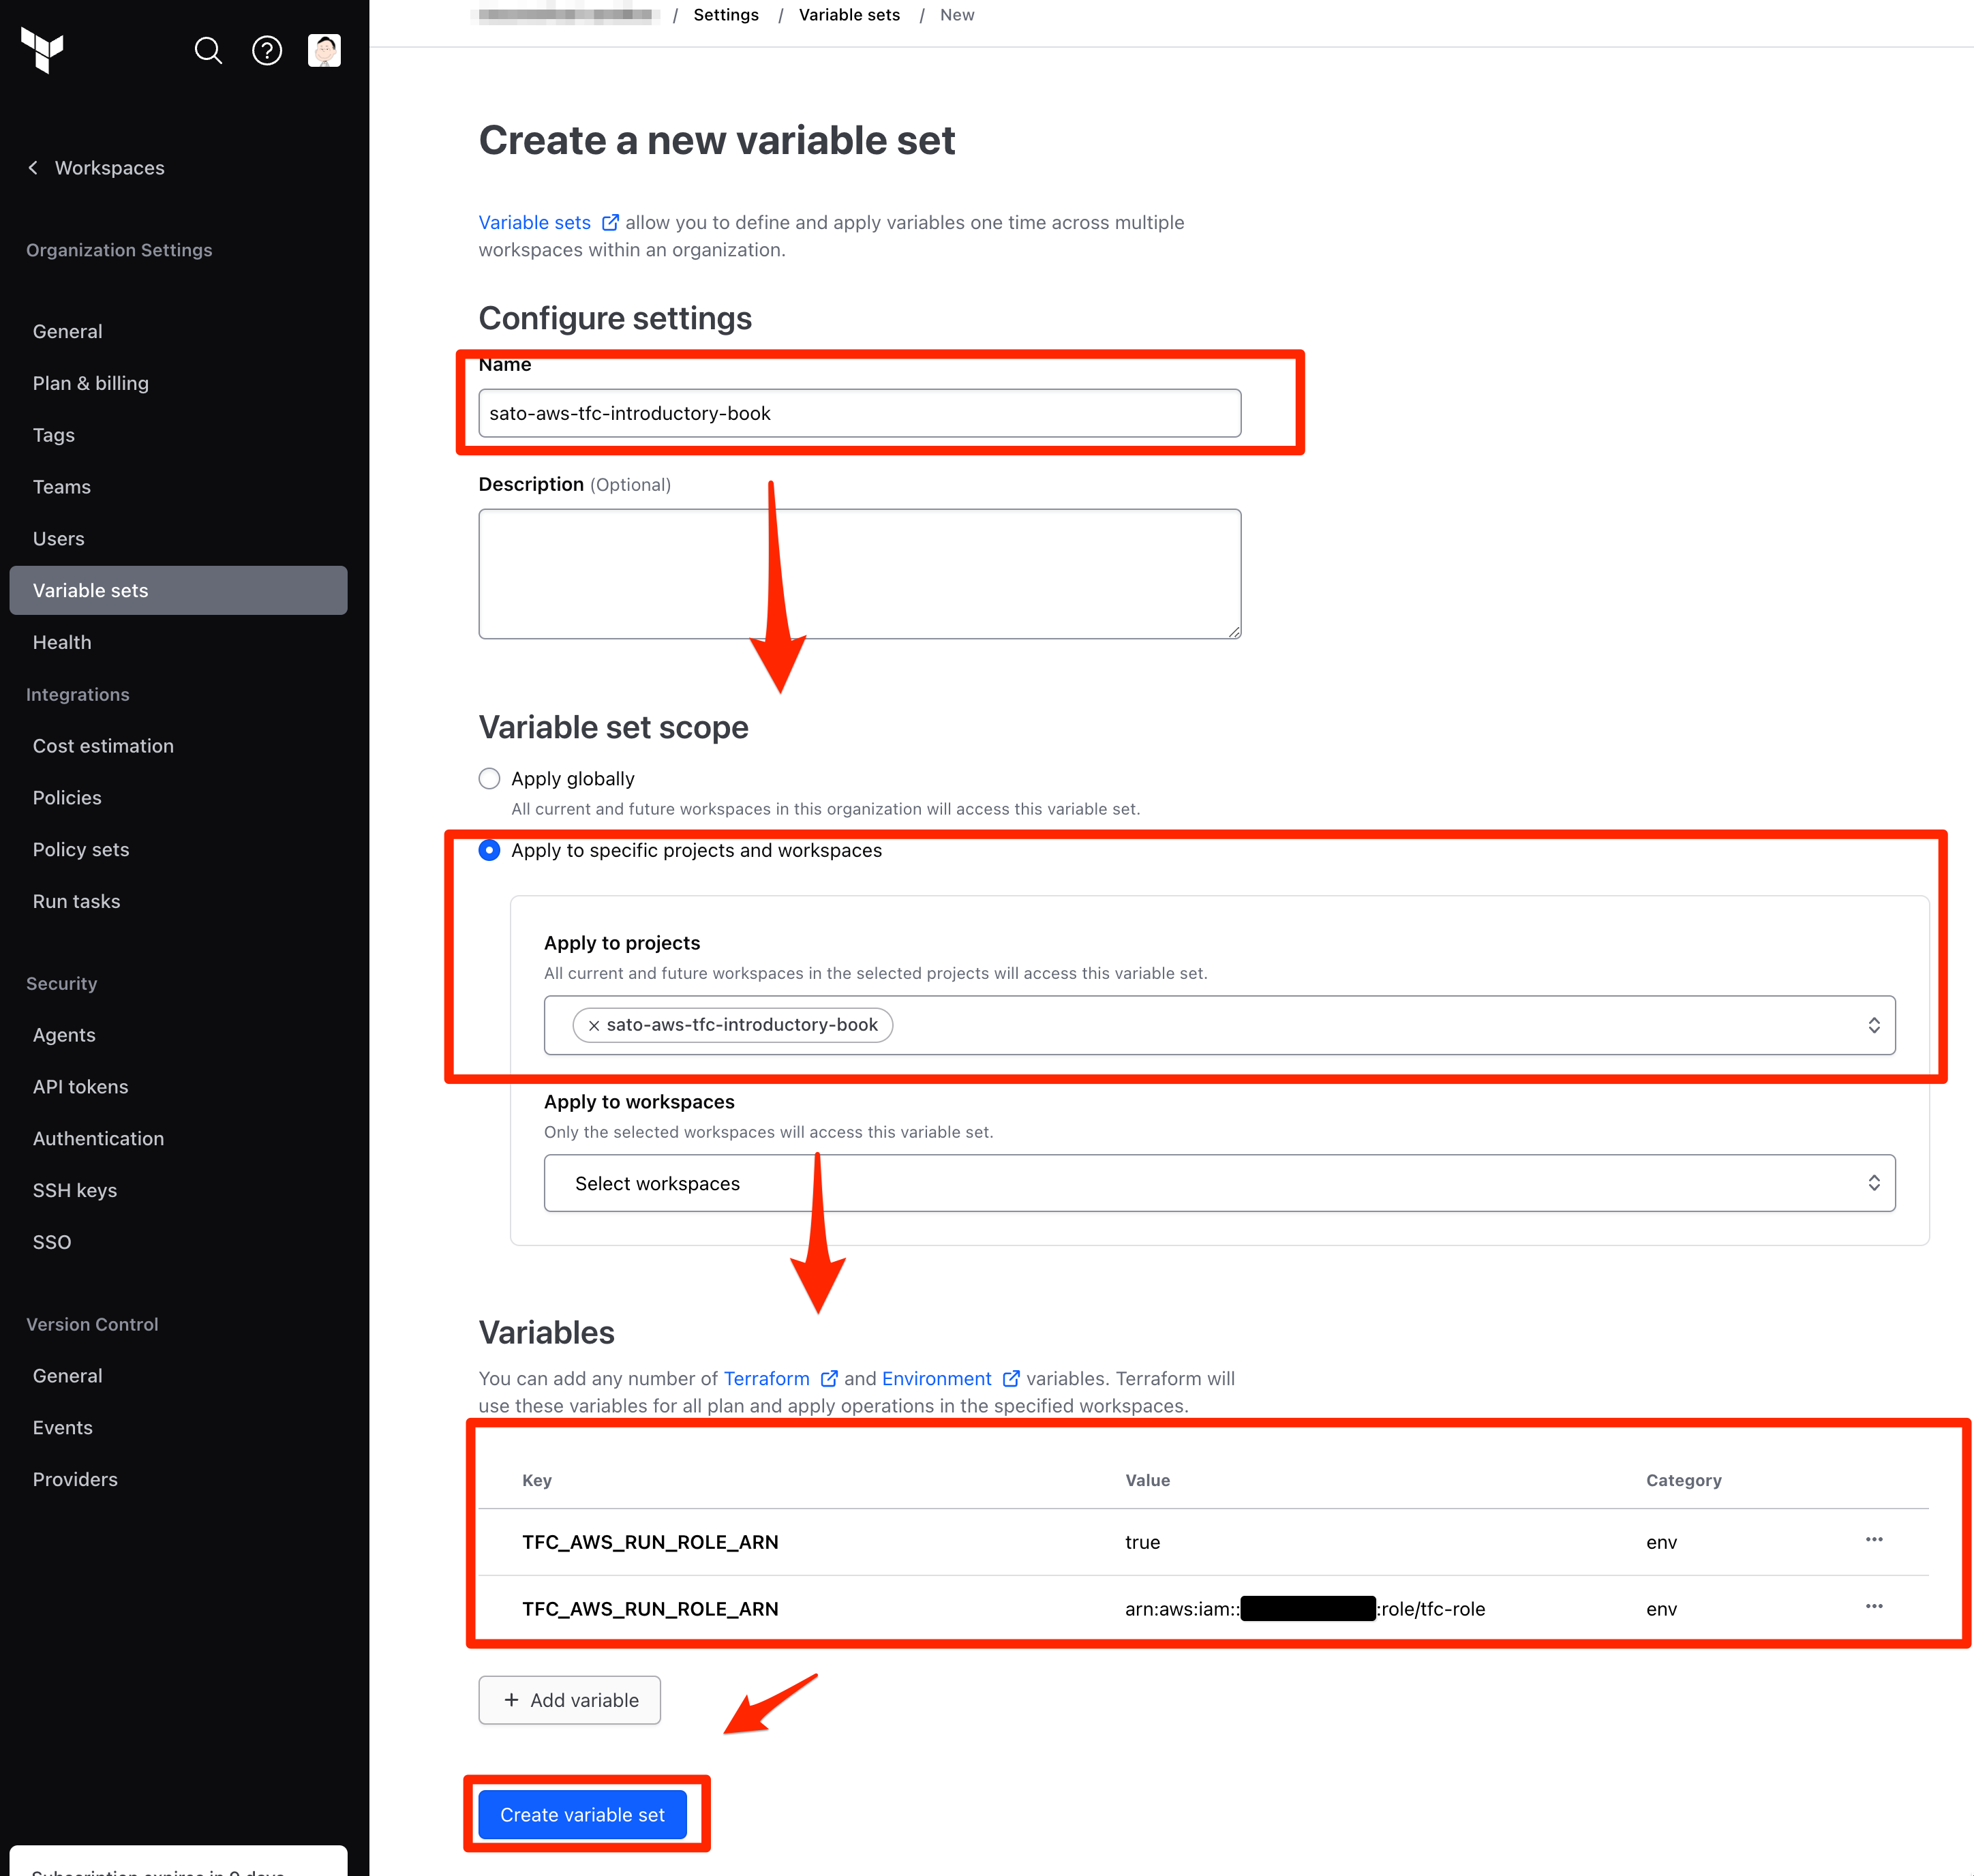 / Settings / Variable sets / New
Workspaces
Organization Settings
General
Plan & billing
Tags
Teams
Users
Variable sets
Health
Integrations
Cost estimation
Policies
Policy sets
Run tasks
Security
Agents
API tokens
Authentication
SSH keys
SSO
Version Control
General
Events
Providers
Subscription expires in 9 days
Create a new variable set
Variable sets allow you to define and apply variables one time across multiple
workspaces within an organization.
Configure settings
Name
sato-aws-tfc-introductory-book
Description (Optional)
Variable set scope
Apply globally
All current and future workspaces in this organization will access this variable set.
Apply to specific projects and workspaces
Apply to projects
All current and future workspaces in the selected projects will access this variable set.
× sato-aws-tfc-introductory-book
Apply to workspaces
Only the selected workspaces will access this variable set.
Select workspaces
Variables
You can add any number of Terraform and Environment variables. Terraform will
use these variables for all plan and apply operations in the specified workspaces.
Key Value Category
TFC_AWS_RUN_ROLE_ARN true env ...
TFC_AWS_RUN_ROLE_ARN arn:aws:iam:: :role/tfc-role env ...
+ Add variable
Create variable set